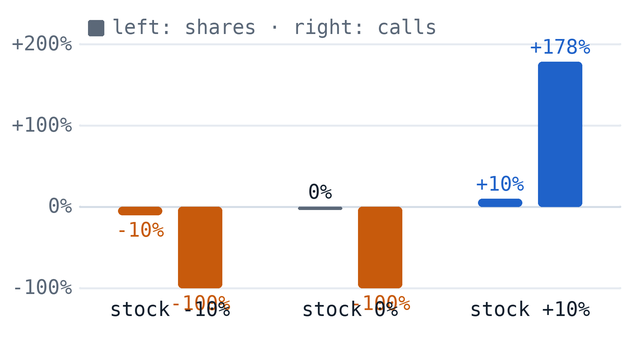 left: shares · right: calls
+200%
+178%
+100%
+10%
0%
0%
-10%
-100%
-100%
-100%
stock -10%
stock 0%
stock +10%